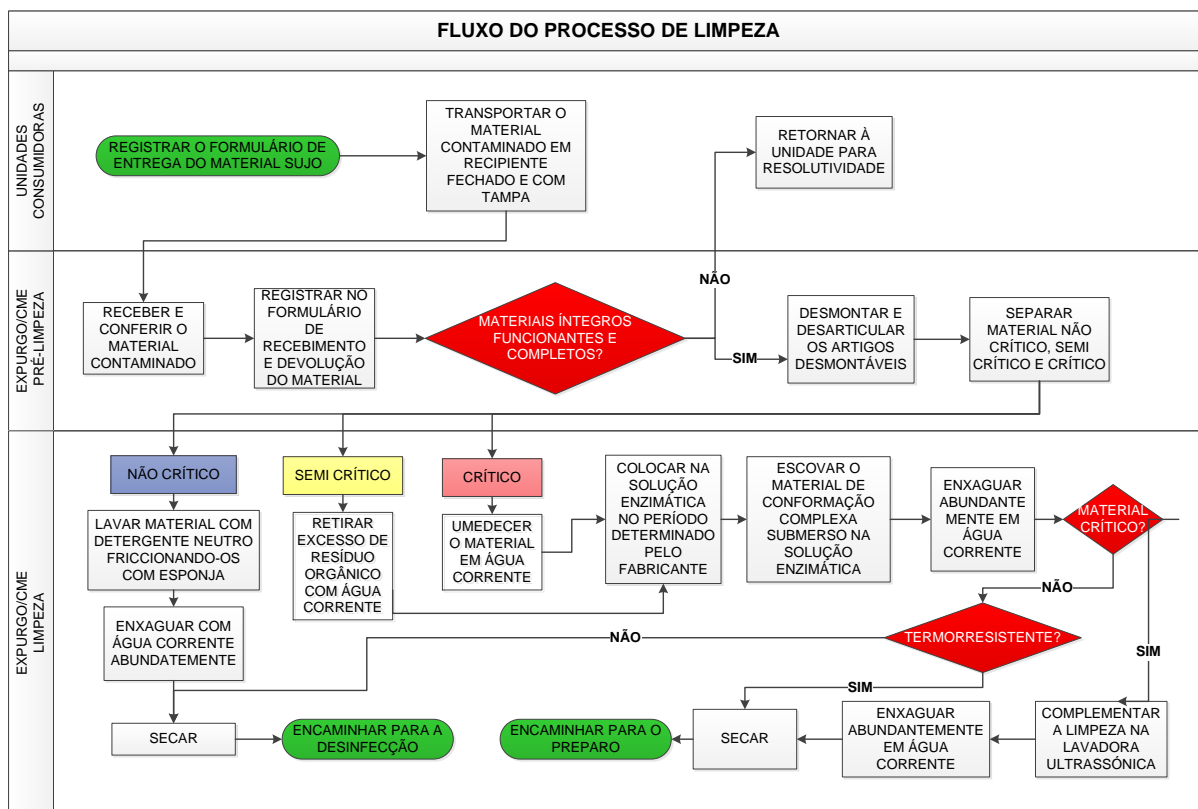 FLUXO DO PROCESSO DE LIMPEZA
UNIDADES
CONSUMIDORAS
REGISTRAR O FORMULÁRIO DE
ENTREGA DO MATERIAL SUJO
TRANSPORTAR O
MATERIAL
CONTAMINADO EM
RECIPIENTE
FECHADO E COM
TAMPA
RETORNAR À
UNIDADE PARA
RESOLUTIVIDADE
EXPURGO/CME
PRÉ-LIMPEZA
RECEBER E
CONFERIR O
MATERIAL
CONTAMINADO
REGISTRAR NO
FORMULÁRIO
DE
RECEBIMENTO
E DEVOLUÇÃO
DO MATERIAL
MATERIAIS ÍNTEGROS
FUNCIONANTES E
COMPLETOS?
NÃO
SIM
DESMONTAR E
DESARTICULAR
OS ARTIGOS
DESMONTÁVEIS
SEPARAR
MATERIAL NÃO
CRÍTICO, SEMI
CRÍTICO E CRÍTICO
EXPURGO/CME
LIMPEZA
NÃO CRÍTICO
SEMI CRÍTICO
CRÍTICO
LAVAR MATERIAL COM
DETERGENTE NEUTRO
FRICCIONANDO-OS
COM ESPONJA
RETIRAR
EXCESSO DE
RESÍDUO
ORGÂNICO
COM ÁGUA
CORRENTE
UMEDECER
O MATERIAL
EM ÁGUA
CORRENTE
COLOCAR NA
SOLUÇÃO
ENZIMÁTICA
NO PERÍODO
DETERMINADO
PELO
FABRICANTE
ESCOVAR O
MATERIAL DE
CONFORMAÇÃO
COMPLEXA
SUBMERSO NA
SOLUÇÃO
ENZIMÁTICA
ENXAGUAR
ABUNDANTE
MENTE EM
ÁGUA
CORRENTE
MATERIAL
CRÍTICO?
NÃO
SIM
ENXAGUAR COM
ÁGUA CORRENTE
ABUNDATEMENTE
TERMORRESISTENTE?
NÃO
SIM
SECAR
ENCAMINHAR PARA A
DESINFECÇÃO
ENCAMINHAR PARA O
PREPARO
SECAR
ENXAGUAR
ABUNDANTEMENTE
EM ÁGUA
CORRENTE
COMPLEMENTAR
A LIMPEZA NA
LAVADORA
ULTRASSÓNICA